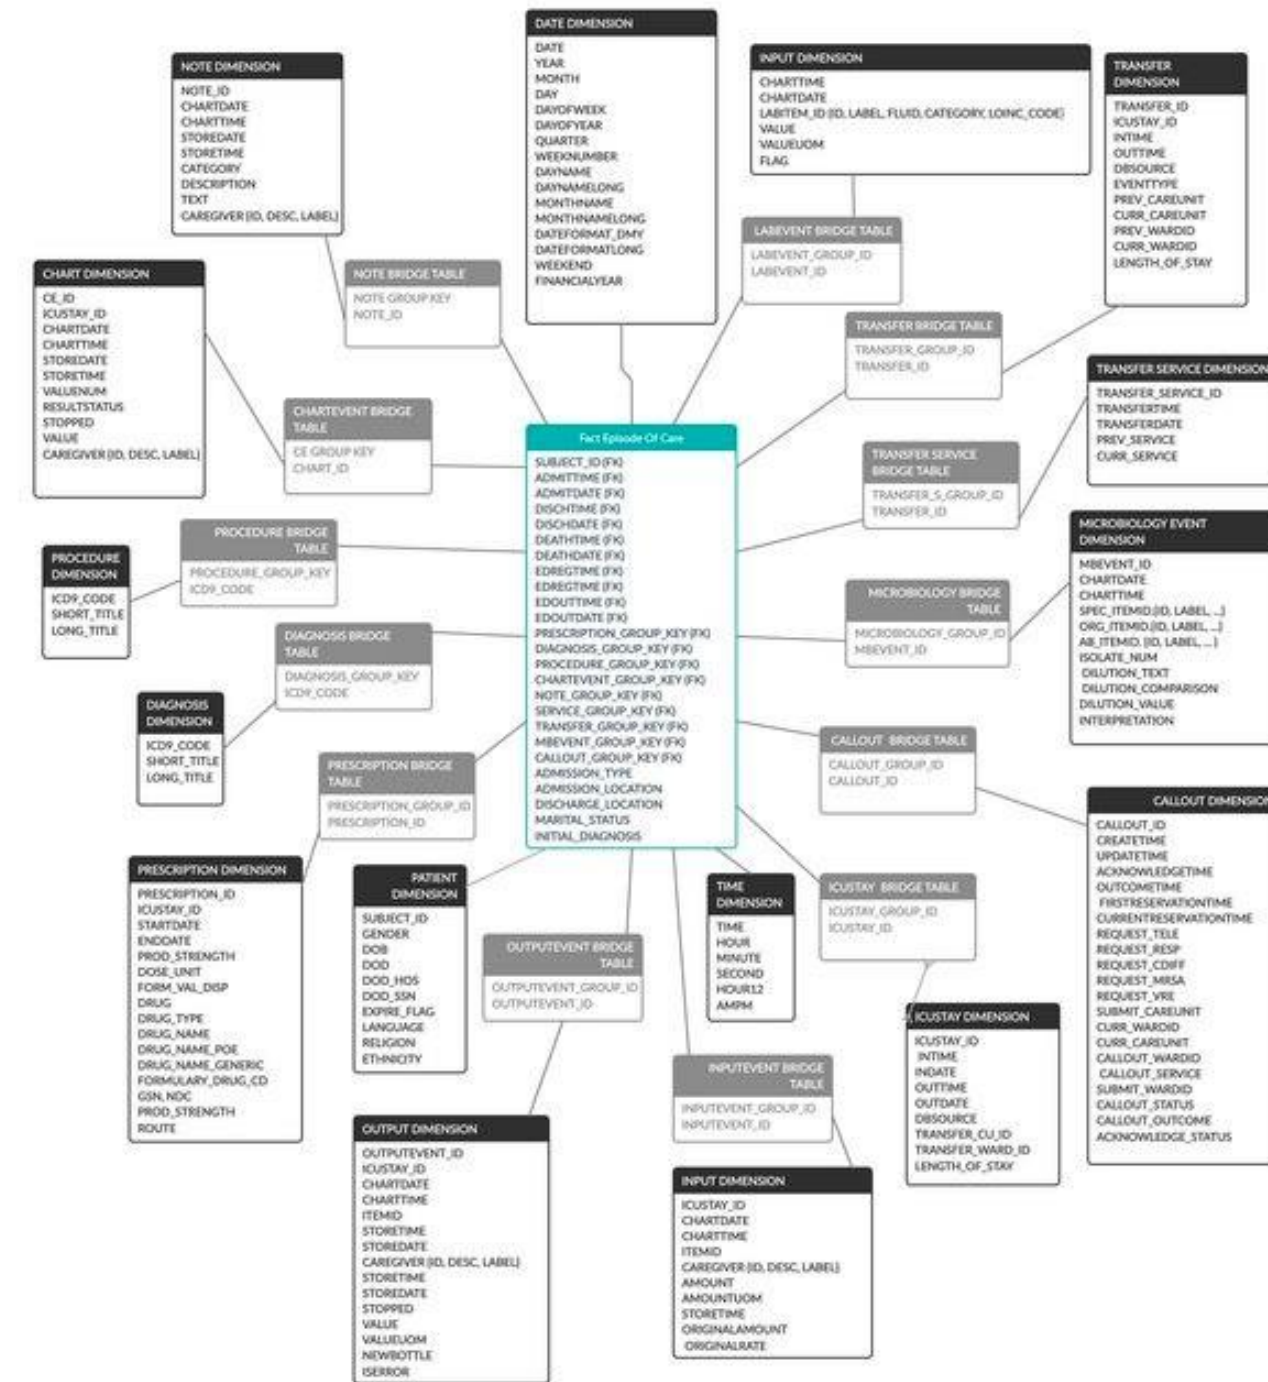 DATE DIMENSION
DATE
YEAR
MONTH
DAY
DAYOFWEEK
DAYOFYEAR
QUARTER
WEEKNUMBER
DAYNAME
DAYNAMELONG
MONTHNAME
MONTHNAMELONG
DATEFORMAT_DMY
DATEFORMATLONG
WEEKEND
FINANCIALYEAR
NOTE DIMENSION
NOTE_ID
CHARTDATE
CHARTTIME
STOREDATE
STORETIME
CATEGORY
DESCRIPTION
TEXT
CAREGIVER {ID, DESC, LABEL}
INPUT DIMENSION
CHARTTIME
CHARTDATE
LABITEM_ID {ID, LABEL, FLUID, CATEGORY, LOINC_CODE}
VALUE
VALUEUOM
FLAG
TRANSFER
DIMENSION
TRANSFER_ID
ICUSTAY_ID
INTIME
OUTTIME
DBSOURCE
EVENTTYPE
PREV_CAREUNIT
CURR_CAREUNIT
PREV_WARDID
CURR_WARDID
LENGTH_OF_STAY
LABEVENT BRIDGE TABLE
LABEVENT_GROUP_ID
LABEVENT_ID
NOTE BRIDGE TABLE
NOTE GROUP KEY
NOTE_ID
CHART DIMENSION
CE_ID
ICUSTAY_ID
CHARTDATE
CHARTTIME
STOREDATE
STORETIME
VALUENUM
RESULTSTATUS
STOPPED
VALUE
CAREGIVER {ID, DESC, LABEL}
TRANSFER BRIDGE TABLE
TRANSFER_GROUP_ID
TRANSFER_ID
TRANSFER SERVICE DIMENSION
TRANSFER_SERVICE_ID
TRANSFERTIME
TRANSFERDATE
PREV_SERVICE
CURR_SERVICE
CHARTEVENT BRIDGE
TABLE
CE GROUP KEY
CHART_ID
Fact Episode Of Care
SUBJECT_ID (FK)
ADMITTIME (FK)
ADMITDATE (FK)
DISCHTIME (FK)
DISCHDATE (FK)
DEATHTIME (FK)
DEATHDATE (FK)
EDREGTIME (FK)
EDREGTIME (FK)
EDOUTTIME (FK)
EDOUTDATE (FK)
PRESCRIPTION_GROUP_KEY (FK)
DIAGNOSIS_GROUP_KEY (FK)
PROCEDURE_GROUP_KEY (FK)
CHARTEVENT_GROUP_KEY (FK)
NOTE_GROUP_KEY (FK)
SERVICE_GROUP_KEY (FK)
TRANSFER_GROUP_KEY (FK)
MBEVENT_GROUP_KEY (FK)
CALLOUT_GROUP_KEY (FK)
ADMISSION_TYPE
ADMISSION_LOCATION
DISCHARGE_LOCATION
MARITAL_STATUS
INITIAL_DIAGNOSIS
TRANSFER SERVICE
BRIDGE TABLE
TRANSFER_S_GROUP_ID
TRANSFER_ID
MICROBIOLOGY EVENT
DIMENSION
MBEVENT_ID
CHARTDATE
CHARTTIME
SPEC_ITEMID,{ID, LABEL, ...}
ORG_ITEMID,{ID, LABEL, ...}
AB_ITEMID, {ID, LABEL, ... }
ISOLATE_NUM
DILUTION_TEXT
DILUTION_COMPARISON
DILUTION_VALUE
INTERPRETATION
PROCEDURE BRIDGE
TABLE
PROCEDURE_GROUP_KEY
ICD9_CODE
PROCEDURE
DIMENSION
ICD9_CODE
SHORT_TITLE
LONG_TITLE
MICROBIOLOGY BRIDGE
TABLE
MICROBIOLOGY_GROUP_ID
MBEVENT_ID
DIAGNOSIS BRIDGE
TABLE
DIAGNOSIS_GROUP_KEY
ICD9_CODE
DIAGNOSIS
DIMENSION
ICD9_CODE
SHORT_TITLE
LONG_TITLE
CALLOUT BRIDGE TABLE
CALLOUT_GROUP_ID
CALLOUT_ID
PRESCRIPTION BRIDGE
TABLE
PRESCRIPTION_GROUP_ID
PRESCRIPTION_ID
CALLOUT DIMENSION
CALLOUT_ID
CREATETIME
UPDATETIME
ACKNOWLEDGETIME
OUTCOMETIME
FIRSTRESERVATIONTIME
CURRENTRESERVATIONTIME
REQUEST_TELE
REQUEST_RESP
REQUEST_CDIFF
REQUEST_MRSA
REQUEST_VRE
SUBMIT_CAREUNIT
CURR_WARDID
CURR_CAREUNIT
CALLOUT_WARDID
CALLOUT_SERVICE
SUBMIT_WARDID
CALLOUT_STATUS
CALLOUT_OUTCOME
ACKNOWLEDGE_STATUS
PRESCRIPTION DIMENSION
PRESCRIPTION_ID
ICUSTAY_ID
STARTDATE
ENDDATE
PROD_STRENGTH
DOSE_UNIT
FORM_VAL_DISP
DRUG
DRUG_TYPE
DRUG_NAME
DRUG_NAME_POE
DRUG_NAME_GENERIC
FORMULARY_DRUG_CD
GSN, NDC
PROD_STRENGTH
ROUTE
PATIENT
DIMENSION
SUBJECT_ID
GENDER
DOB
DOD
DOD_HOS
DOD_SSN
EXPIRE_FLAG
LANGUAGE
RELIGION
ETHNICITY
OUTPUTEVENT BRIDGE
TABLE
OUTPUTEVENT_GROUP_ID
OUTPUTEVENT_ID
TIME
DIMENSION
TIME
HOUR
MINUTE
SECOND
HOUR12
AMPM
ICUSTAY BRIDGE TABLE
ICUSTAY_GROUP_ID
ICUSTAY_ID
ICUSTAY DIMENSION
ICUSTAY_ID
INTIME
INDATE
OUTTIME
OUTDATE
DBSOURCE
TRANSFER_CU_ID
TRANSFER_WARD_ID
LENGTH_OF_STAY
INPUTEVENT BRIDGE
TABLE
INPUTEVENT_GROUP_ID
INPUTEVENT_ID
OUTPUT DIMENSION
OUTPUTEVENT_ID
ICUSTAY_ID
CHARTDATE
CHARTTIME
ITEMID
STORETIME
STOREDATE
CAREGIVER {ID, DESC, LABEL}
STORETIME
STOREDATE
STOPPED
VALUE
VALUEUOM
NEWBOTTLE
ISERROR
INPUT DIMENSION
ICUSTAY_ID
CHARTDATE
CHARTTIME
ITEMID
CAREGIVER {ID, DESC, LABEL}
AMOUNT
AMOUNTUOM
STORETIME
ORIGINALAMOUNT
ORIGINALRATE